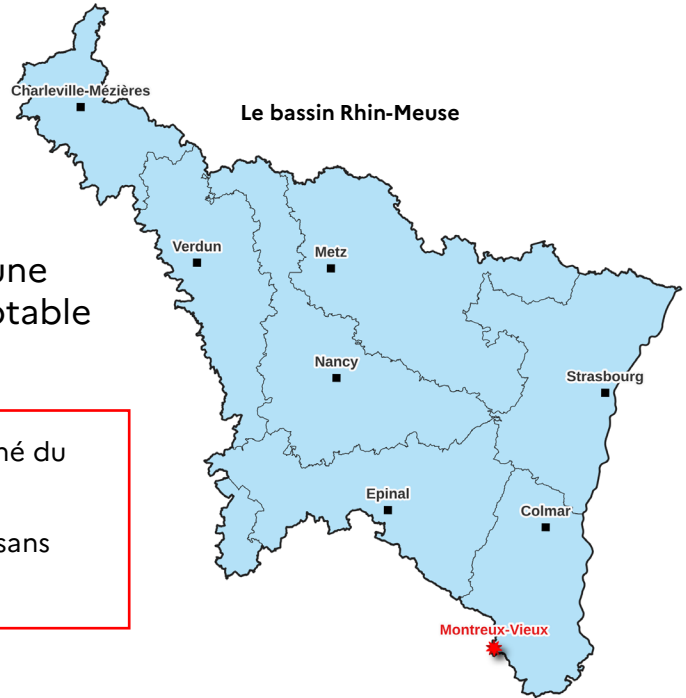 Charleville-Mézières
Le bassin Rhin-Meuse
Verdun
Metz
une
otable
Nancy
Strasbourg
né du
sans
Epinal
Colmar
Montreux-Vieux